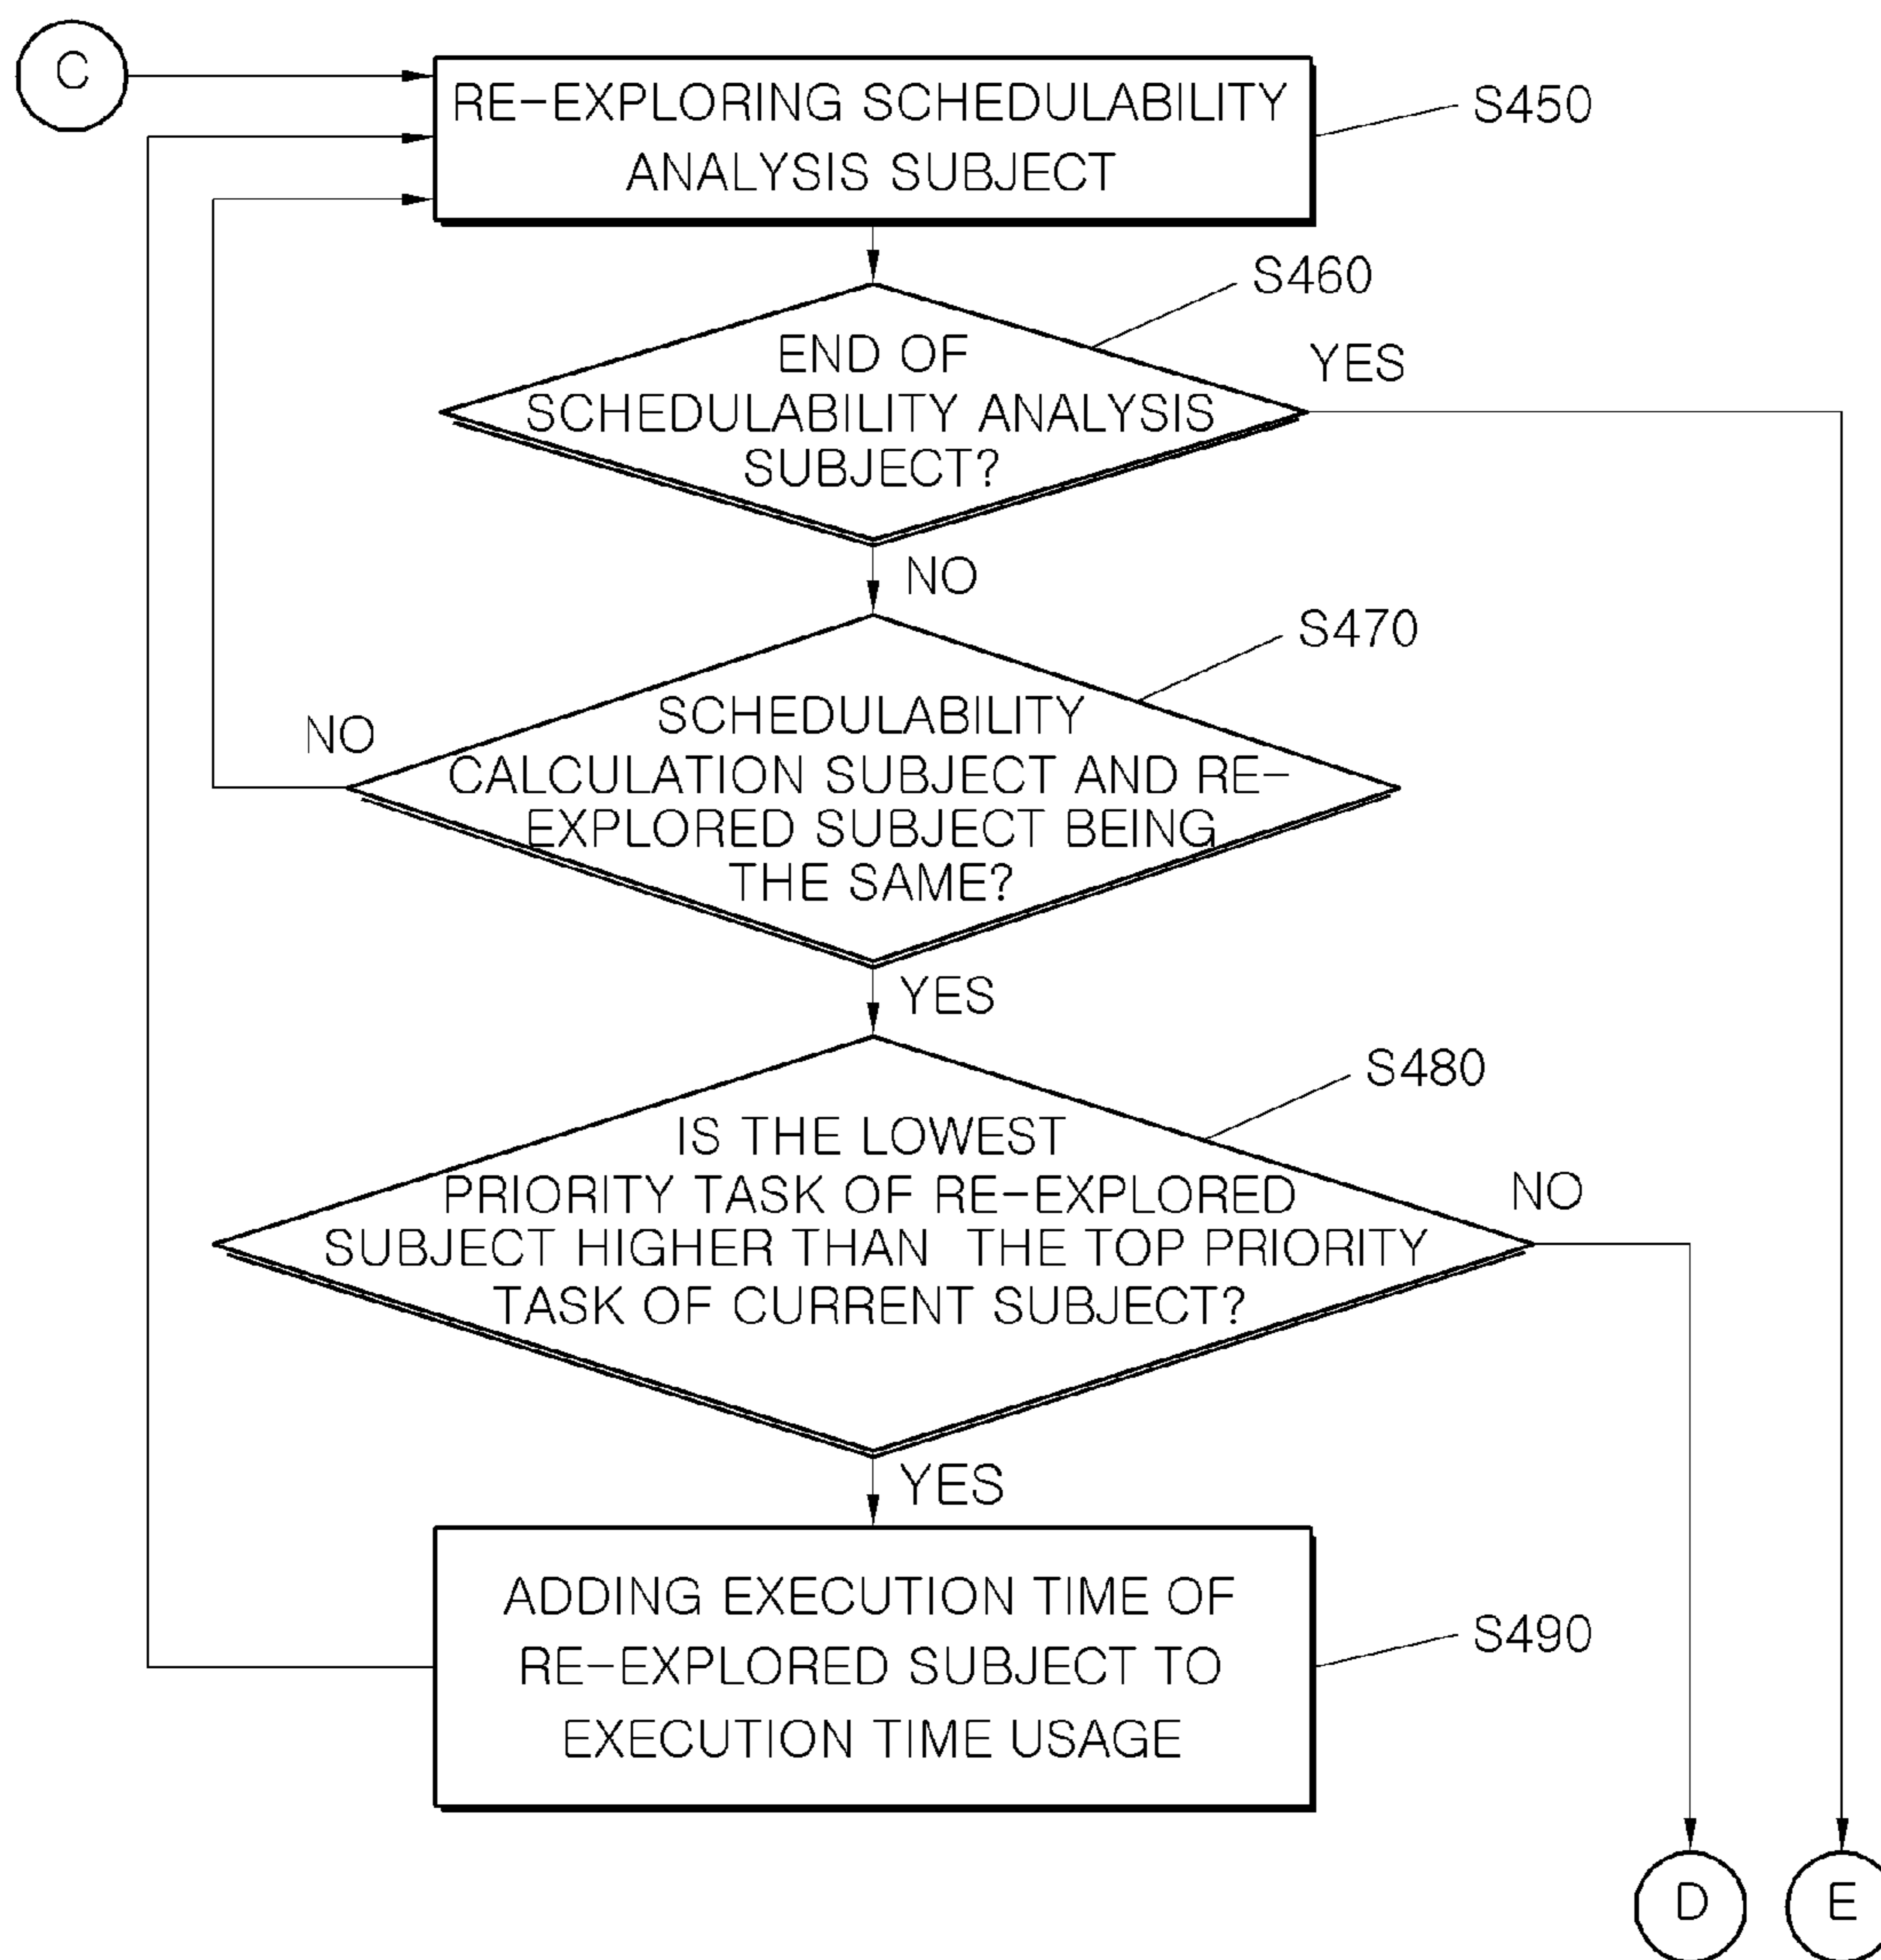 C
RE-EXPLORING SCHEDULABILITY
ANALYSIS SUBJECT
S450
S460
END OF
SCHEDULABILITY ANALYSIS
SUBJECT?
YES
NO
S470
SCHEDULABILITY
CALCULATION SUBJECT AND RE-
EXPLORED SUBJECT BEING
THE SAME?
NO
YES
S480
IS THE LOWEST
PRIORITY TASK OF RE-EXPLORED
SUBJECT HIGHER THAN THE TOP PRIORITY
TASK OF CURRENT SUBJECT?
NO
YES
ADDING EXECUTION TIME OF
RE-EXPLORED SUBJECT TO
EXECUTION TIME USAGE
S490
D
E